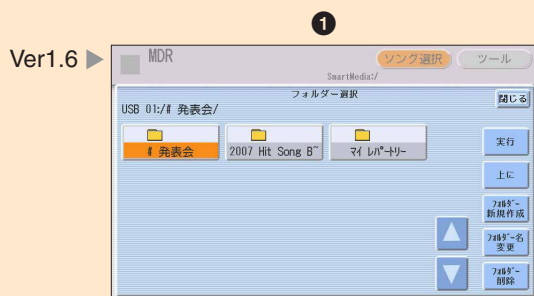 ❶
Ver1.6 ▶
MDR
ソング選択
ツール
SmartMedia:/
フォルダー選択
閉じる
USB 01:/# 発表会/
# 発表会
2007 Hit Song B~
マイ レパートリー
実行
上に
フォルダー
新規作成
フォルダー名
変更
フォルダー
削除